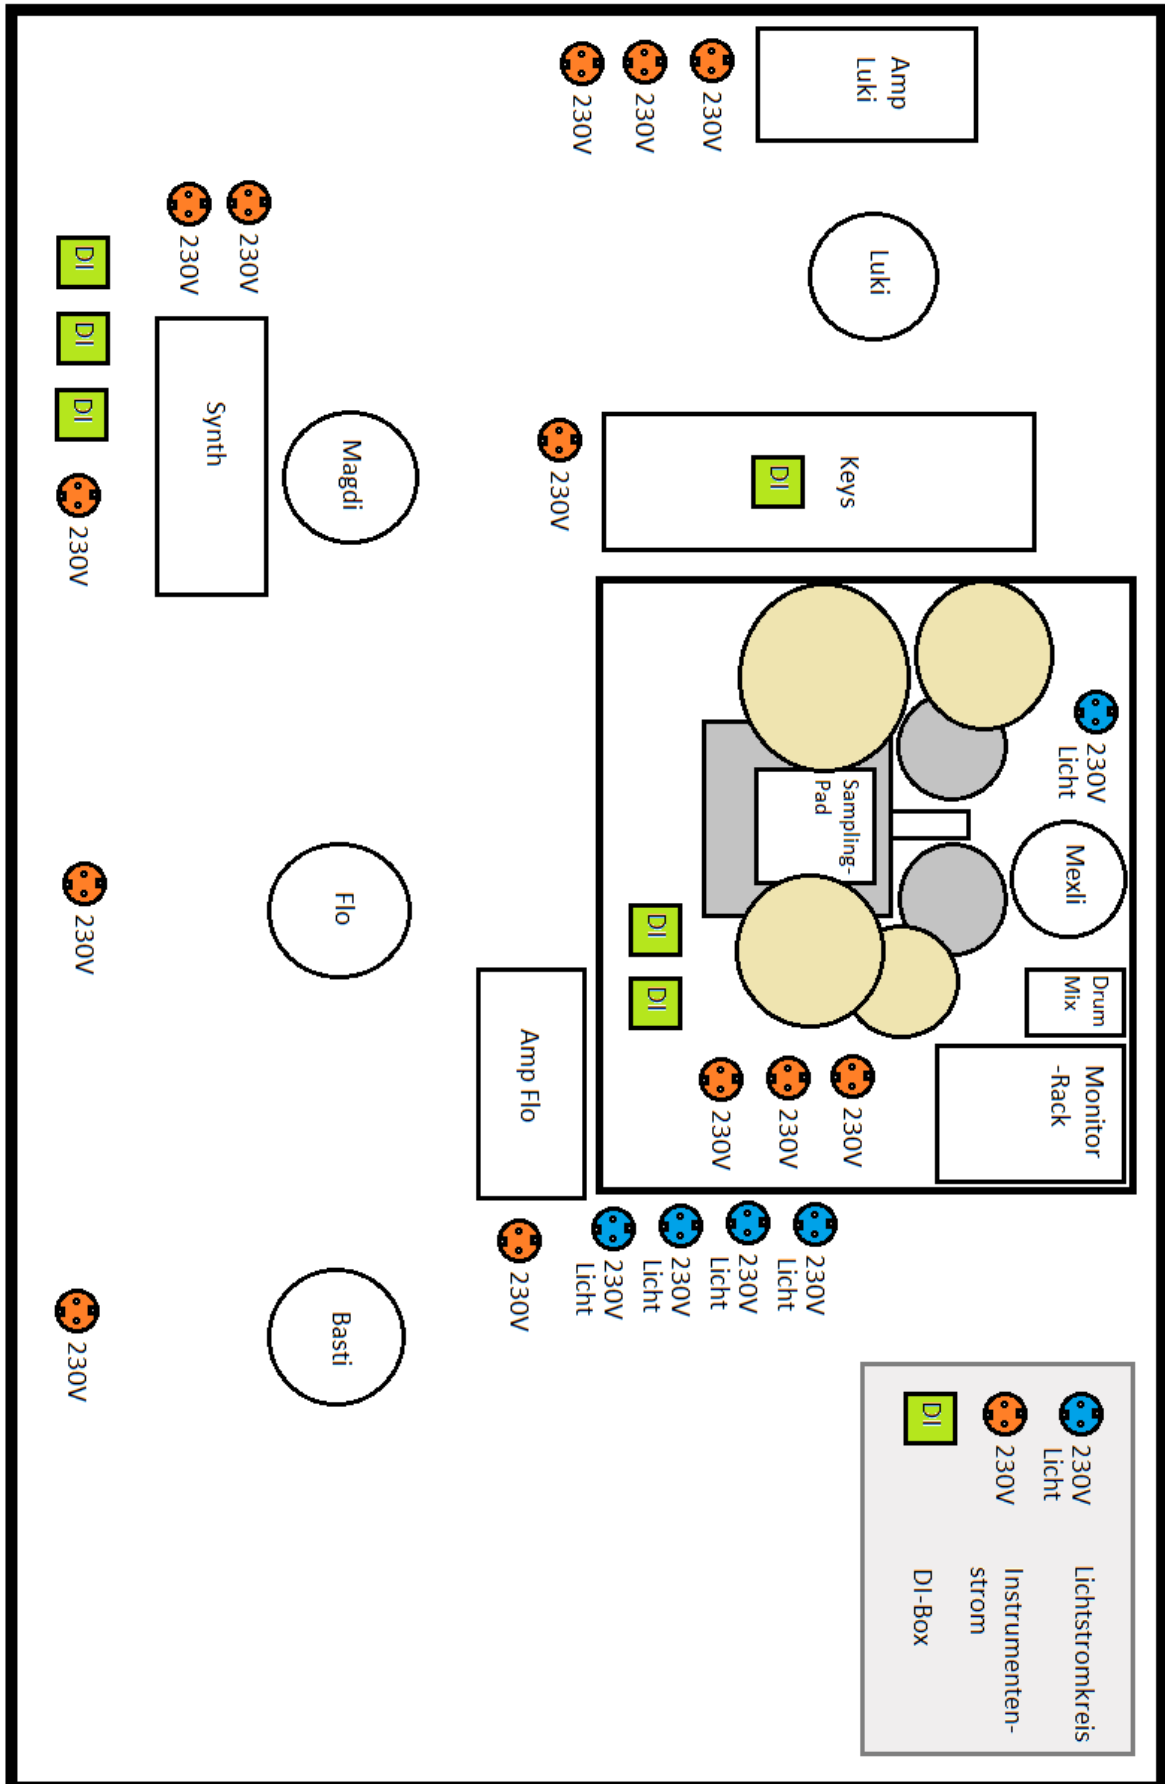 Amp
Luki
230V
230V
230V
Luki
Keys
DI
230V
230V
Licht
Mexli
Drum
Mix
Monitor
-Rack
Sampling-
Pad
DI
DI
230V
230V
230V
230V
Licht
230V
Licht
230V
Licht
230V
Licht
230V
Licht
Lichtstromkreis
230V
Instrumenten-
strom
DI
DI-Box
Amp Flo
230V
Magdi
Flo
Basti
230V
230V
Synth
DI
DI
DI
230V
230V
230V